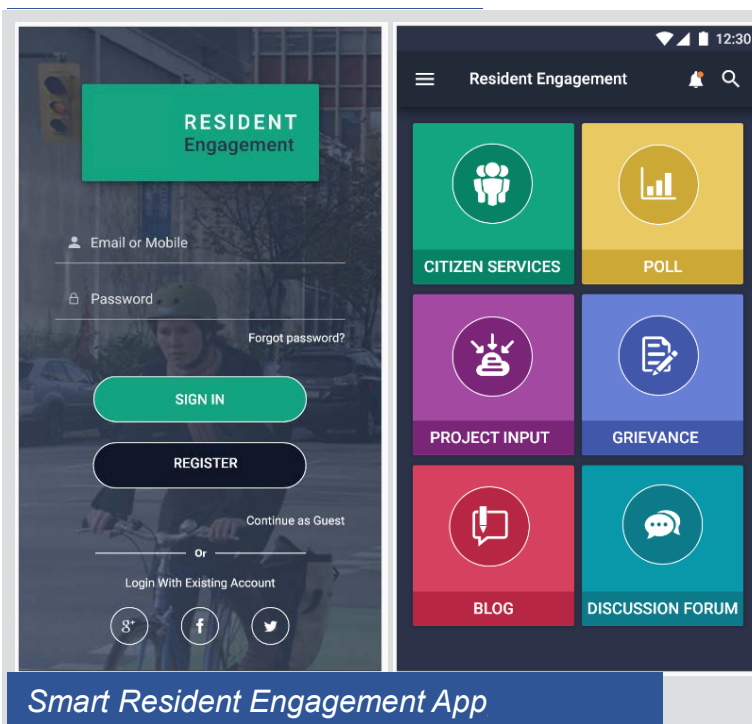 RESIDENT
Engagement
Email or Mobile
Password
Forgot password?
SIGN IN
REGISTER
Continue as Guest
Or
Login With Existing Account
g+
f
12:30
Resident Engagement
CITIZEN SERVICES
POLL
PROJECT INPUT
GRIEVANCE
BLOG
DISCUSSION FORUM
Smart Resident Engagement App